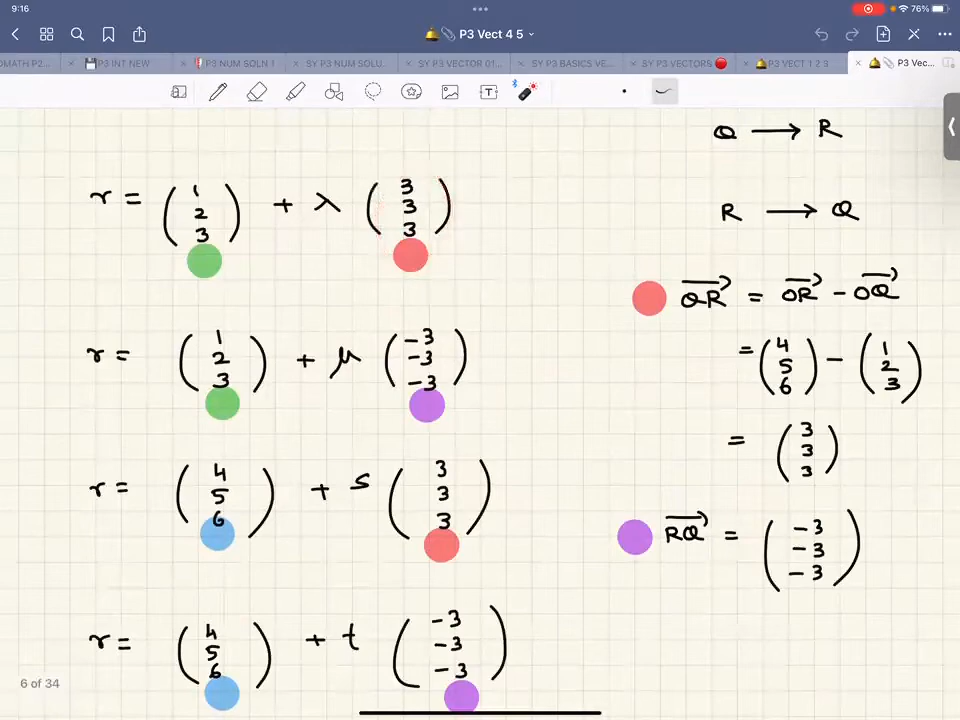 9:16
76%
P3 Vect 4 5
OMATH P2...
P3 INT NEW
P3 NUM SOLN 1
SY P3 NUM SOLU...
SY P3 VECTOR 01...
SY P3 BASICS VE...
SY P3 VECTORS
P3 VECT 1 2 3
P3 Vec...
Q → R
r = (1 2 3) + λ (3 3 3)
R → Q
QR = OR - OQ
r = (1 2 3) + μ (-3 -3 -3)
= (4 5 6) - (1 2 3)
= (3 3 3)
r = (4 5 6) + s (3 3 3)
RQ = (-3 -3 -3)
r = (4 5 6) + t (-3 -3 -3)
6 of 34